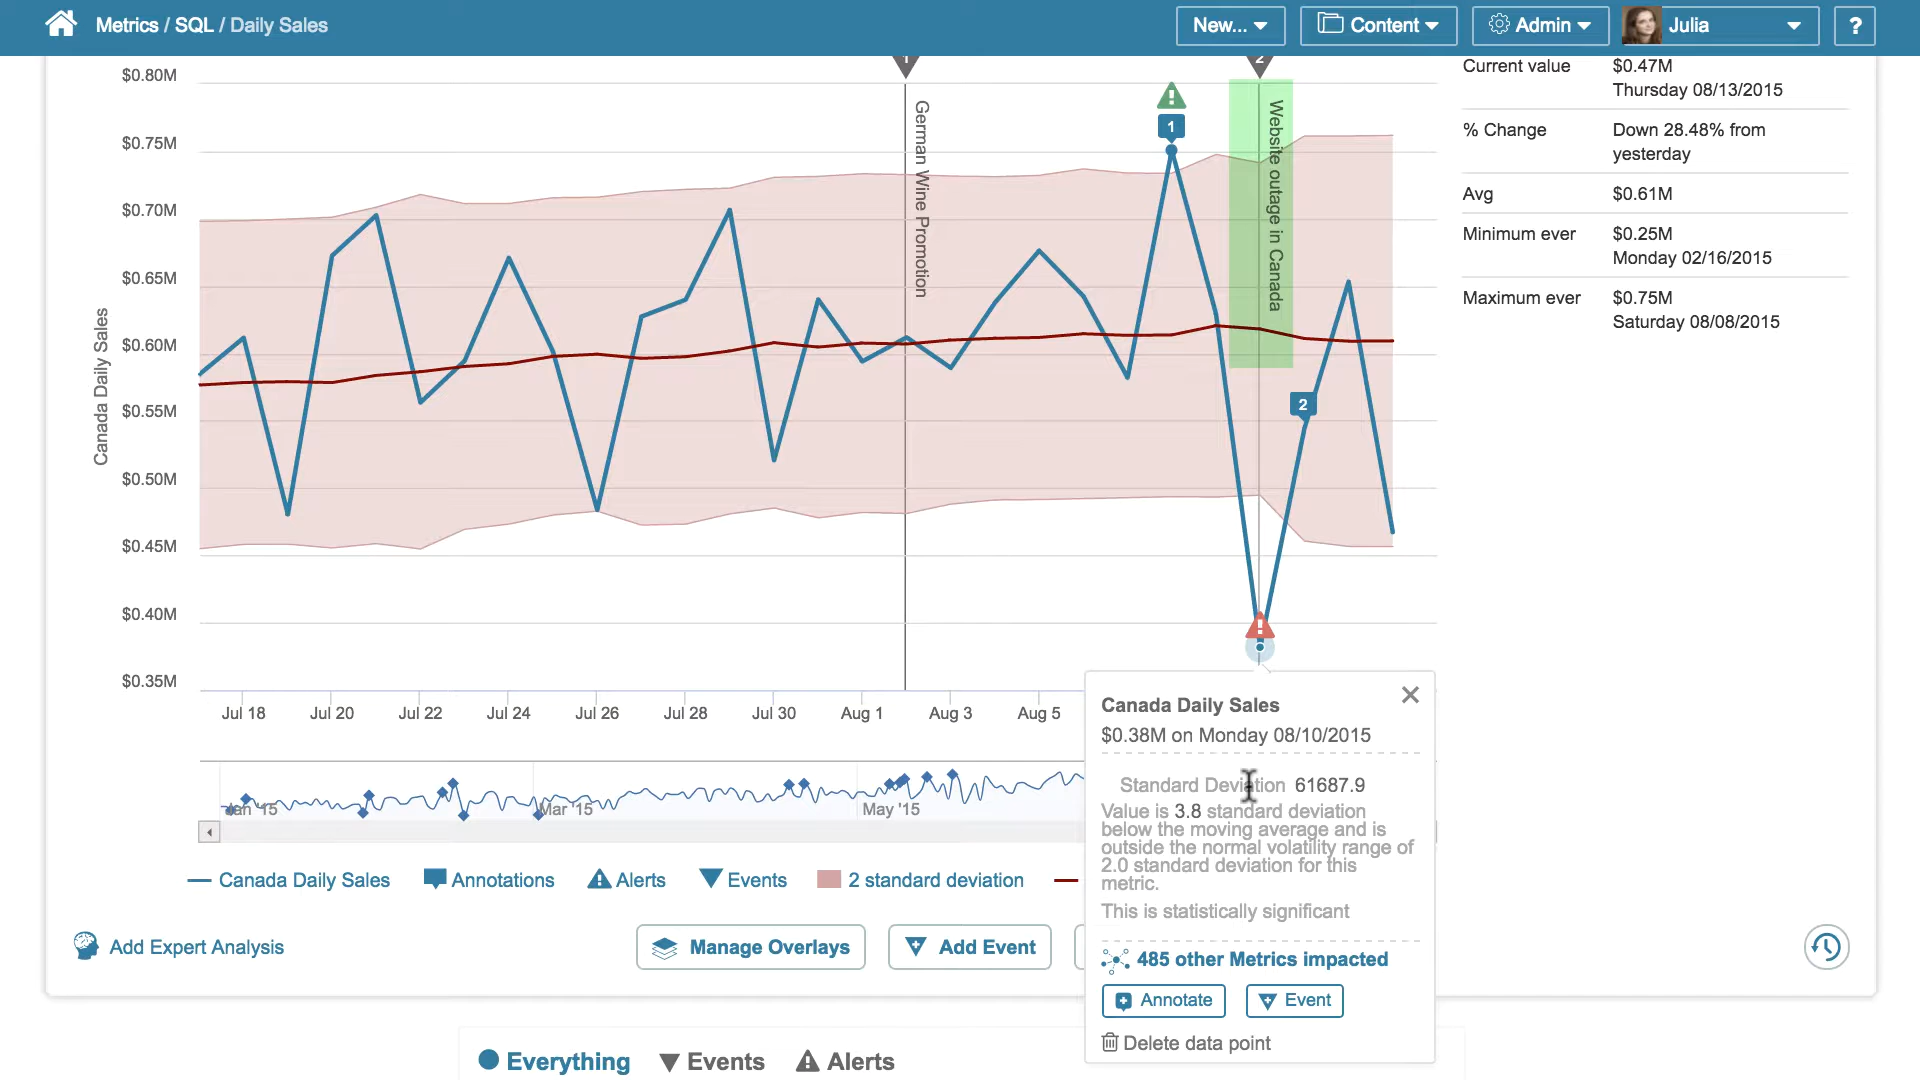 Metrics / SQL / Daily Sales
New...
Content
Admin
Julia
?
$0.80M
$0.75M
$0.70M
$0.65M
$0.60M
$0.55M
$0.50M
$0.45M
$0.40M
$0.35M
Canada Daily Sales
1
German Wine Promotion
1
2
Website outage in Canada
2
Jul 18
Jul 20
Jul 22
Jul 24
Jul 26
Jul 28
Jul 30
Aug 1
Aug 3
Aug 5
Current value
$0.47M
Thursday 08/13/2015
% Change
Down 28.48% from
yesterday
Avg
$0.61M
Minimum ever
$0.25M
Monday 02/16/2015
Maximum ever
$0.75M
Saturday 08/08/2015
Jan '15
Mar '15
May '15
Canada Daily Sales
Annotations
Alerts
Events
2 standard deviation
Canada Daily Sales
$0.38M on Monday 08/10/2015
Standard Deviation 61687.9
Value is 3.8 standard deviation
below the moving average and is
outside the normal volatility range of
2.0 standard deviation for this
metric.
This is statistically significant
485 other Metrics impacted
Annotate
Event
Delete data point
Add Expert Analysis
Manage Overlays
Add Event
Everything
Events
Alerts